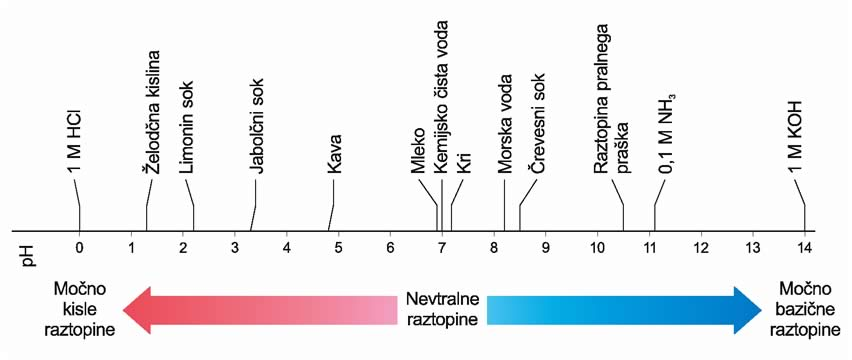 1 M HCl
Želodčna kislina
Limonin sok
Jabolčni sok
Kava
Mleko
Kemijsko čista voda
Kri
Morska voda
Črevesni sok
Raztopina pralnega
praška
0,1 M NH₃
1 M KOH
pH
0 1 2 3 4 5 6 7 8 9 10 11 12 13 14
Močno
kisle
raztopine
Nevtralne
raztopine
Močno
bazične
raztopine